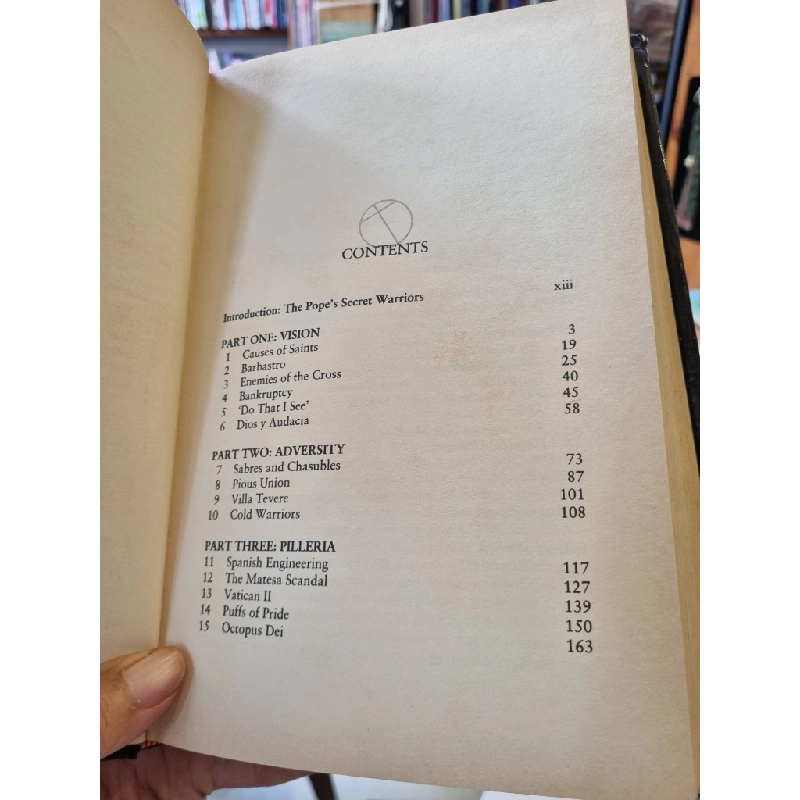 CONTENTS
Introduction: The Pope's Secret Warriors xiii
PART ONE: VISION
1 Causes of Saints 3
2 Barbastro 19
3 Enemies of the Cross 25
4 Bankruptcy 40
5 'Do That I See' 45
6 Dios y Audacia 58
PART TWO: ADVERSITY
7 Sabres and Chasubles 73
8 Pious Union 87
9 Villa Tevere 101
10 Cold Warriors 108
PART THREE: PILLERIA
11 Spanish Engineering 117
12 The Matesa Scandal 127
13 Vatican II 139
14 Puffs of Pride 150
15 Octopus Dei 163